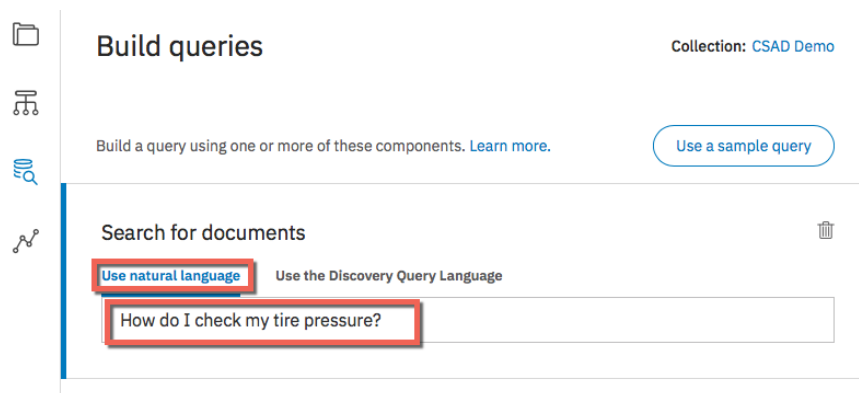 Build queries
Collection: CSAD Demo
Build a query using one or more of these components. Learn more.
Use a sample query
Search for documents
Use natural language
Use the Discovery Query Language
How do I check my tire pressure?